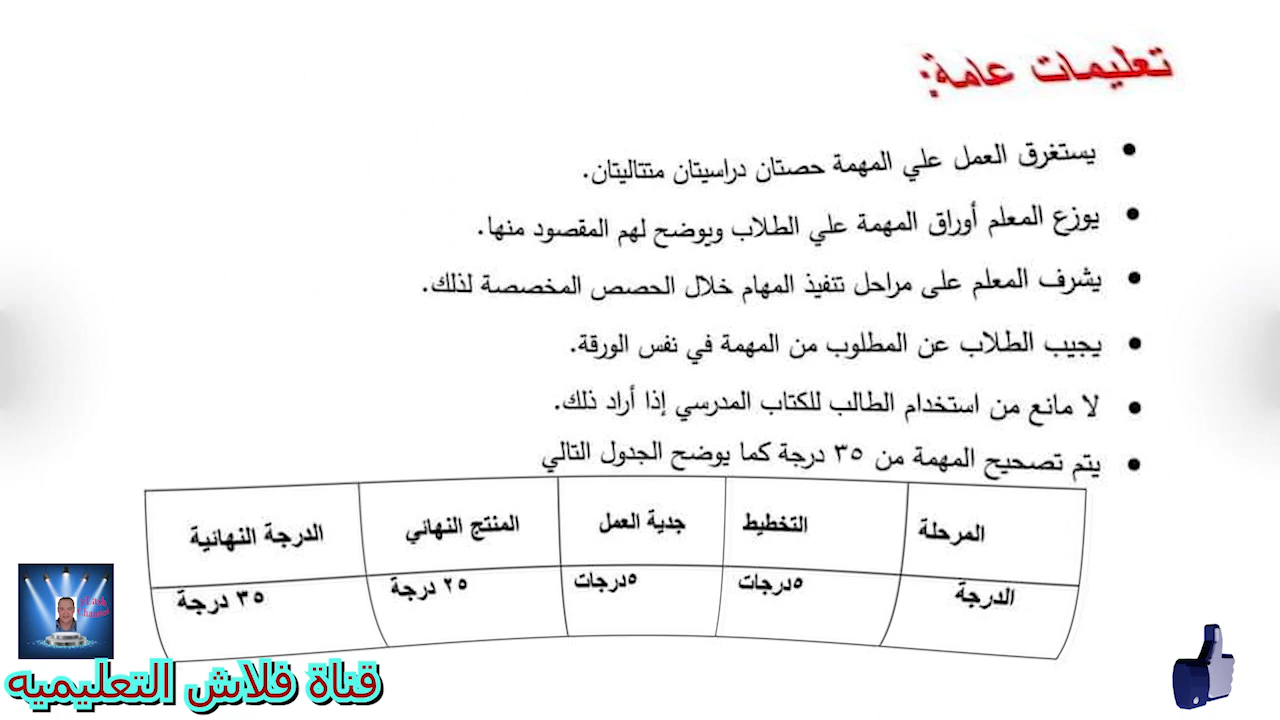 تعليمات عامة:
• يستغرق العمل علي المهمة حصتان دراسيتان متتاليتان.
• يوزع المعلم أوراق المهمة علي الطلاب ويوضح لهم المقصود منها.
• يشرف المعلم على مراحل تنفيذ المهام خلال الحصص المخصصة لذلك.
• يجيب الطلاب عن المطلوب من المهمة في نفس الورقة.
• لا مانع من استخدام الطالب للكتاب المدرسي إذا أراد ذلك.
• يتم تصحيح المهمة من ٣٥ درجة كما يوضح الجدول التالي
المرحلة التخطيط جدية العمل المنتج النهائي الدرجة النهائية
الدرجة ٥درجات ٥درجات ٢٥ درجة ٣٥ درجة
Flash
Channel
قناة فلاش التعليميه